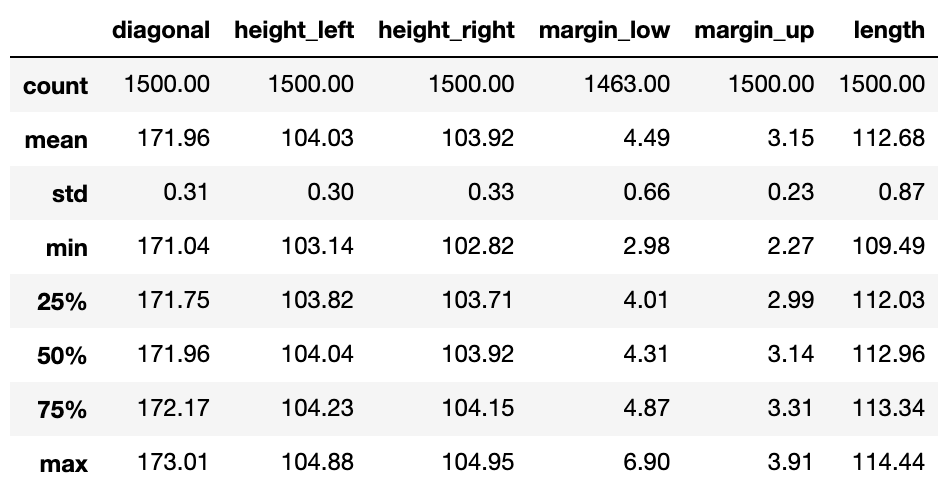 diagonal height_left height_right margin_low margin_up length
count 1500.00 1500.00 1500.00 1463.00 1500.00 1500.00
mean 171.96 104.03 103.92 4.49 3.15 112.68
std 0.31 0.30 0.33 0.66 0.23 0.87
min 171.04 103.14 102.82 2.98 2.27 109.49
25% 171.75 103.82 103.71 4.01 2.99 112.03
50% 171.96 104.04 103.92 4.31 3.14 112.96
75% 172.17 104.23 104.15 4.87 3.31 113.34
max 173.01 104.88 104.95 6.90 3.91 114.44